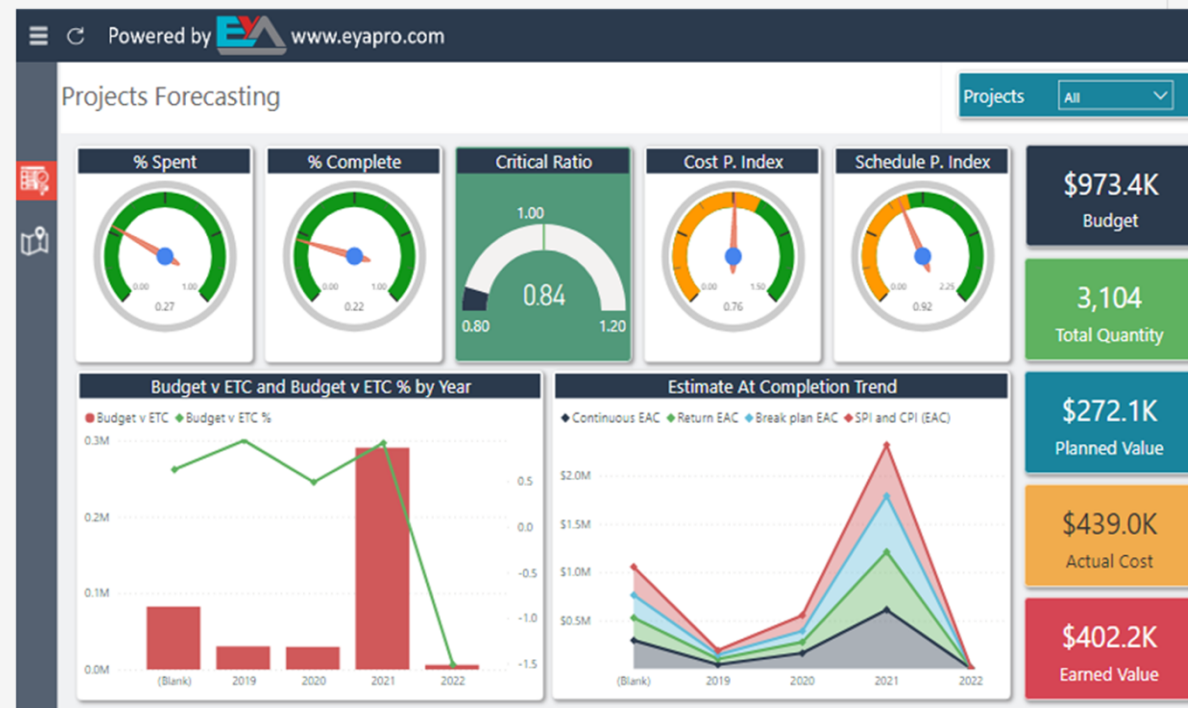 Powered by EYA www.eyapro.com
Projects Forecasting
Projects All
% Spent
0.00 1.00
0.27
% Complete
0.00 1.00
0.22
Critical Ratio
1.00
0.84
0.80 1.20
Cost P. Index
0.00 1.50
0.76
Schedule P. Index
0.00 2.25
0.92
$973.4K
Budget
3,104
Total Quantity
$272.1K
Planned Value
$439.0K
Actual Cost
$402.2K
Earned Value
Budget v ETC and Budget v ETC % by Year
Budget v ETC Budget v ETC %
0.3M
0.2M
0.1M
0.0M
0.5
0.0
-0.5
-1.0
-1.5
(Blank) 2019 2020 2021 2022
Estimate At Completion Trend
Continuous EAC Return EAC Break plan EAC SPI and CPI (EAC)
$2.0M
$1.5M
$1.0M
$0.5M
(Blank) 2019 2020 2021 2022